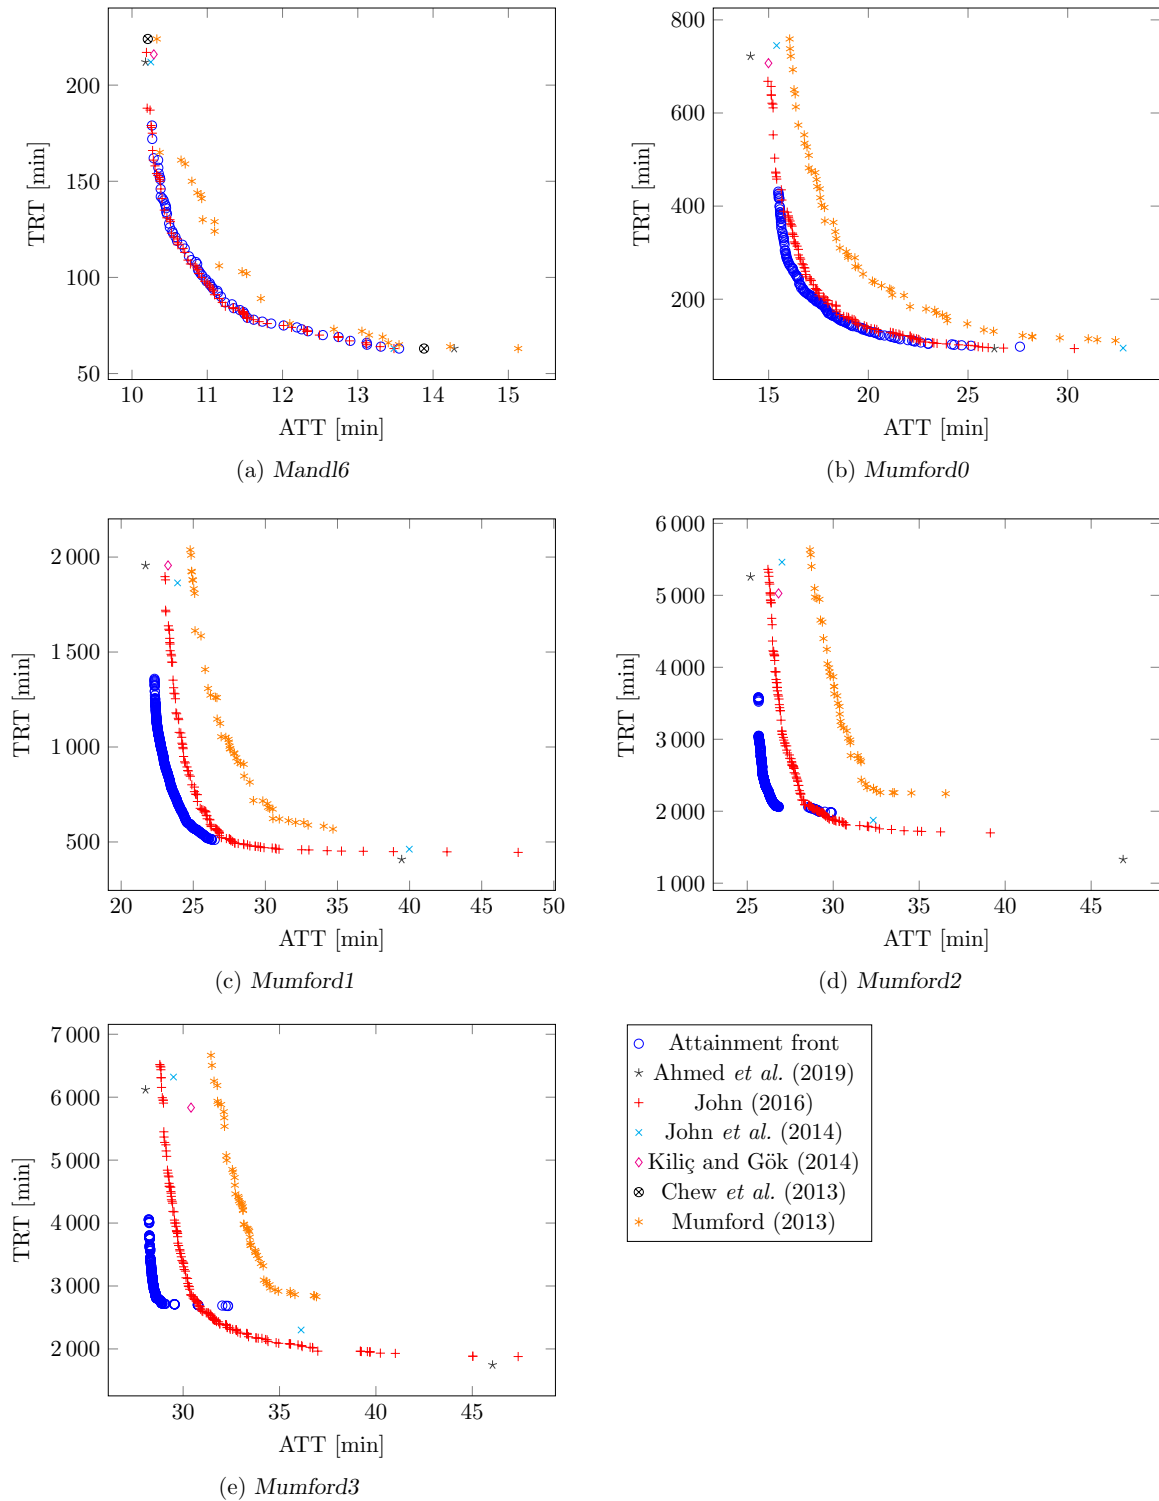 200
150
100
50
TRT [min]
10 11 12 13 14 15
ATT [min]
(a) Mandl6
800
600
400
200
TRT [min]
15 20 25 30
ATT [min]
(b) Mumford0
2 000
1 500
1 000
500
TRT [min]
20 25 30 35 40 45 50
ATT [min]
(c) Mumford1
6 000
5 000
4 000
3 000
2 000
1 000
TRT [min]
25 30 35 40 45
ATT [min]
(d) Mumford2
7 000
6 000
5 000
4 000
3 000
2 000
TRT [min]
30 35 40 45
ATT [min]
(e) Mumford3
Attainment front
Ahmed et al. (2019)
John (2016)
John et al. (2014)
Kiliç and Gök (2014)
Chew et al. (2013)
Mumford (2013)